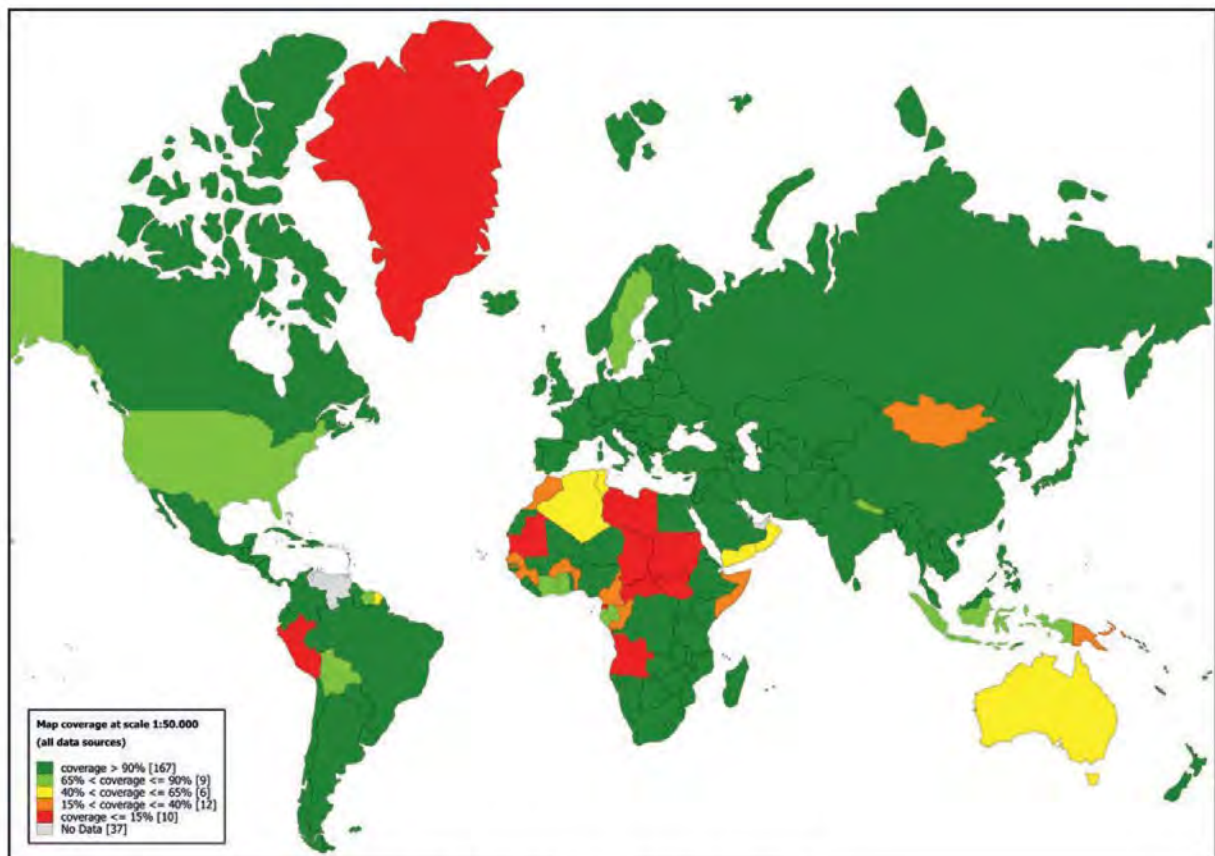 Map coverage at scale 1:50.000
(all data sources)
coverage > 90% [167]
65% < coverage <= 90% [9]
40% < coverage <= 65% [6]
15% < coverage <= 40% [12]
coverage <= 15% [10]
No Data [37]